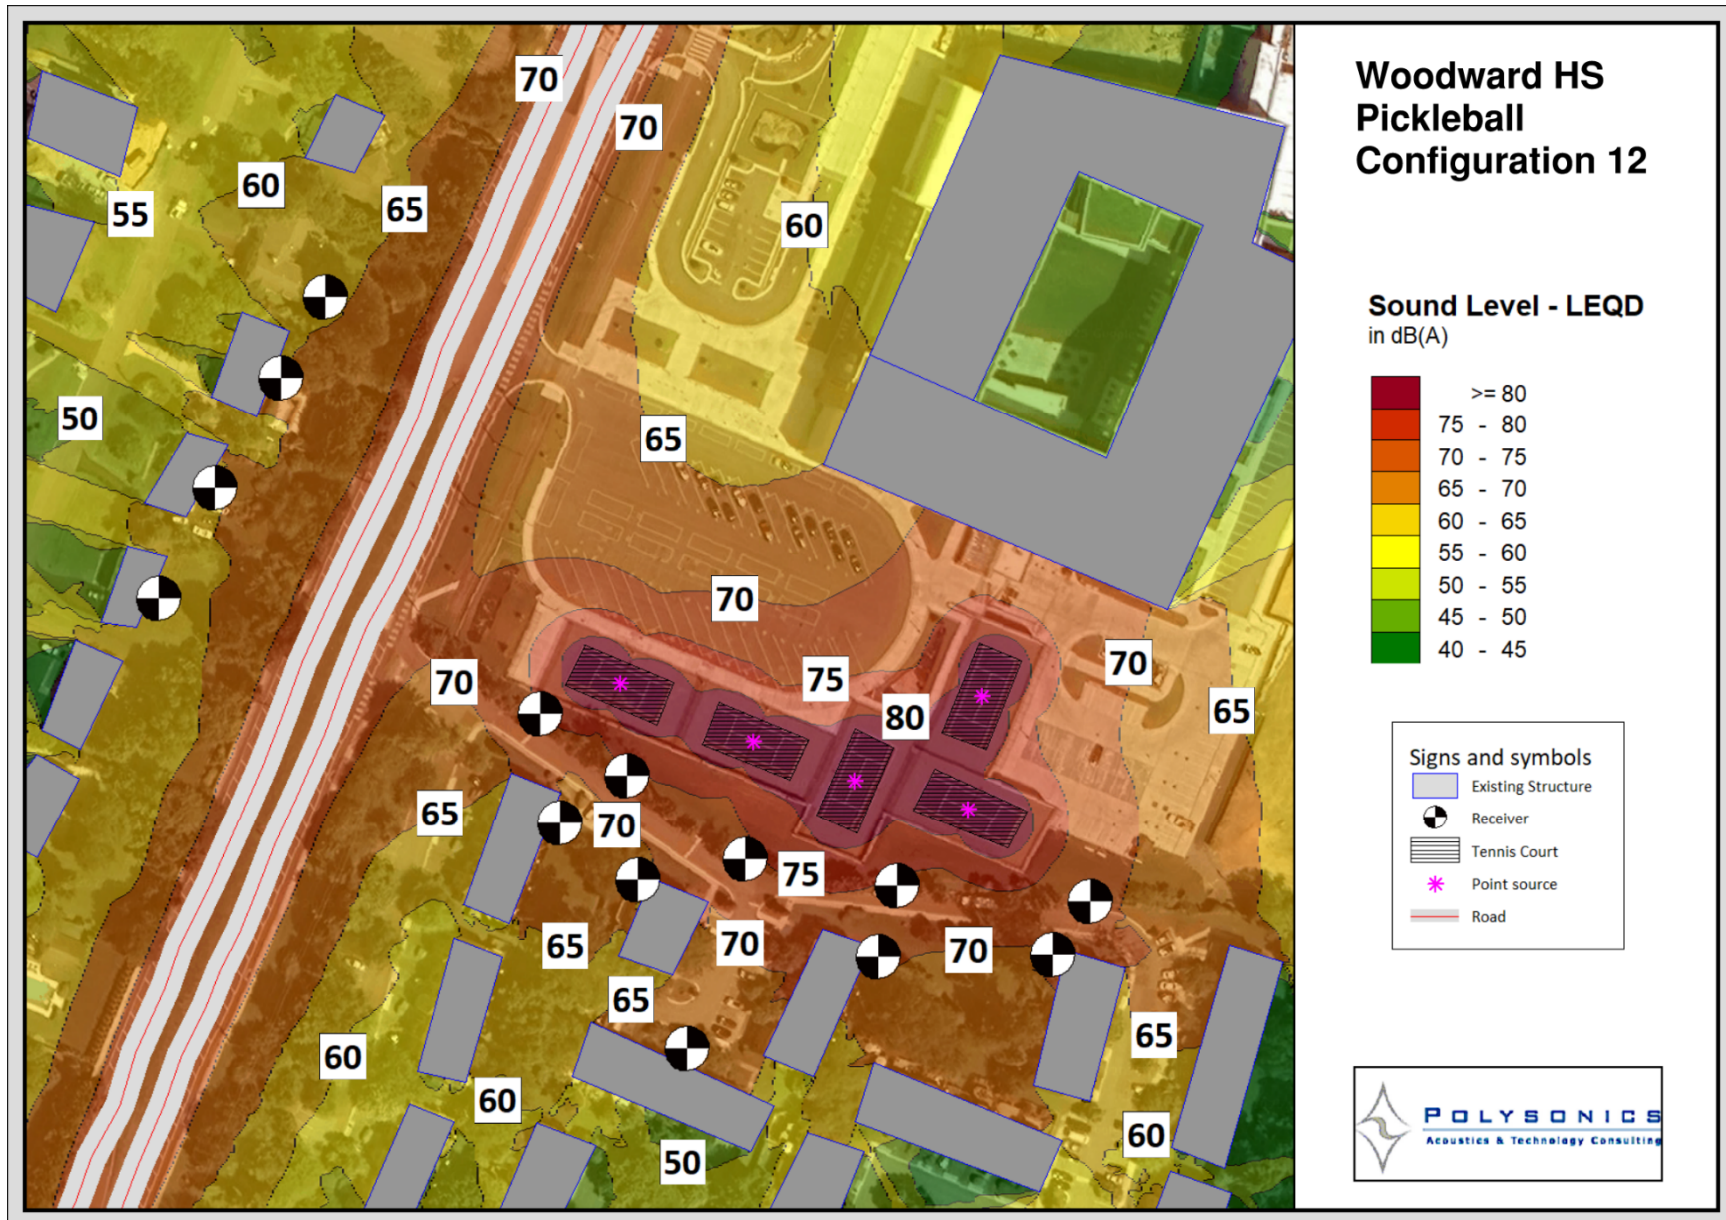 Woodward HS
Pickleball
Configuration 12
Sound Level - LEQD
in dB(A)
>= 80
75 - 80
70 - 75
65 - 70
60 - 65
55 - 60
50 - 55
45 - 50
40 - 45
Signs and symbols
Existing Structure
Receiver
Tennis Court
Point source
Road
POLYSONICS
Acoustics & Technology Consulting
70
70
60
65
55
60
50
65
70
70
75
70
80
65
70
65
70
75
65
70
70
65
60
65
60
60
50